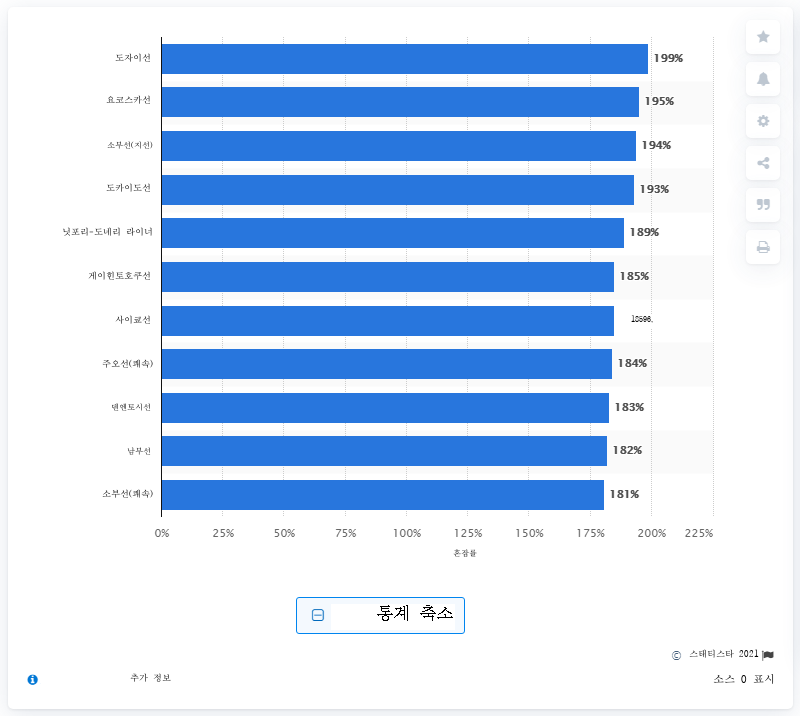 도자이선 199%
요코스카선 195%
소부선(지선) 194%
도카이도선 193%
닛포리-도네리 라이너 189%
게이힌토호쿠선 185%
사이쿄선 18596,
주오선(쾌속) 184%
덴엔토시선 183%
남부선 182%
소부선(쾌속) 181%
0% 25% 50% 75% 100% 125% 150% 175% 200% 225%
혼잡률
통계 축소
© 스태티스타 2021
추가 정보 소스 0 표시